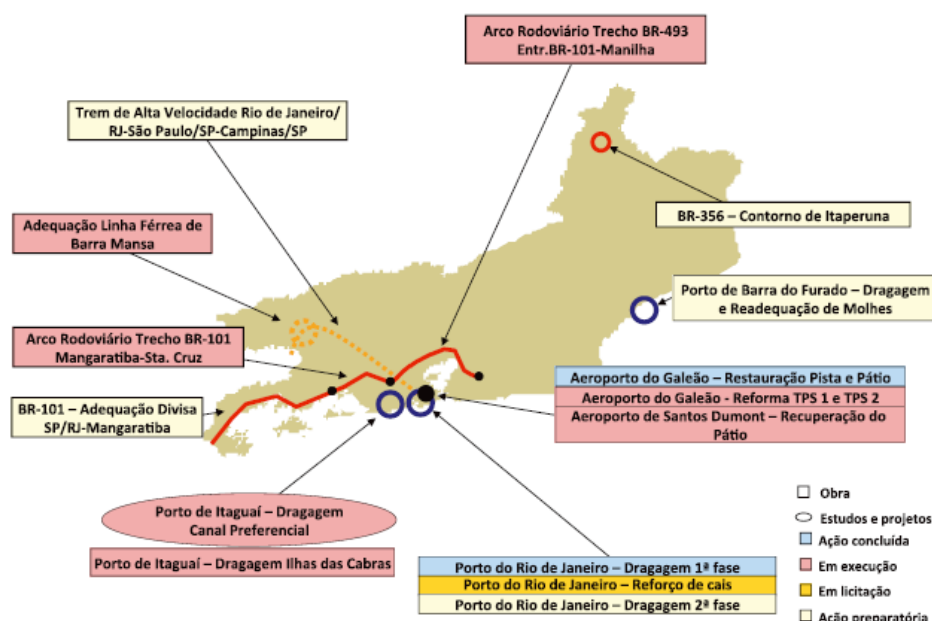 Arco Rodoviário Trecho BR-493
Entr.BR-101-Manilha
Trem de Alta Velocidade Rio de Janeiro/
RJ-São Paulo/SP-Campinas/SP
Adequação Linha Férrea de
Barra Mansa
BR-356 – Contorno de Itaperuna
Porto de Barra do Furado – Dragagem
e Readequação de Molhes
Arco Rodoviário Trecho BR-101
Mangaratiba-Sta. Cruz
BR-101 – Adequação Divisa
SP/RJ-Mangaratiba
Aeroporto do Galeão – Restauração Pista e Pátio
Aeroporto do Galeão - Reforma TPS 1 e TPS 2
Aeroporto de Santos Dumont – Recuperação do
Pátio
Porto de Itaguaí – Dragagem
Canal Preferencial
Porto de Itaguaí – Dragagem Ilhas das Cabras
Porto do Rio de Janeiro – Dragagem 1ª fase
Porto do Rio de Janeiro – Reforço de cais
Porto do Rio de Janeiro – Dragagem 2ª fase
Obra
Estudos e projetos
Ação concluída
Em execução
Em licitação
Ação preparatória